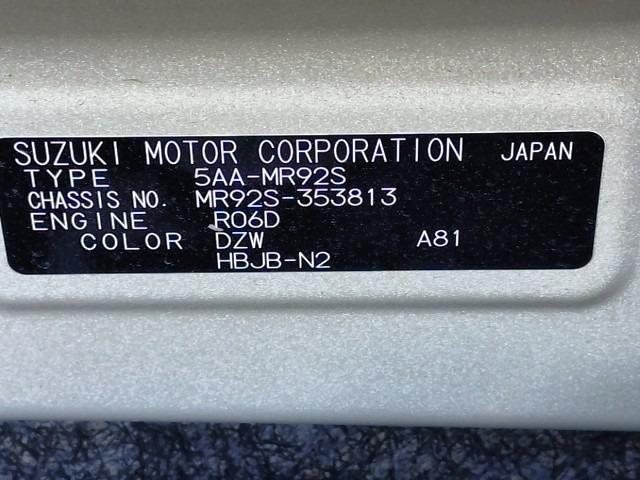 SUZUKI MOTOR CORPORATION JAPAN
TYPE 5AA-MR92S
CHASSIS NO. MR92S-353813
ENGINE R06D
COLOR DZW A81
HBJB-N2